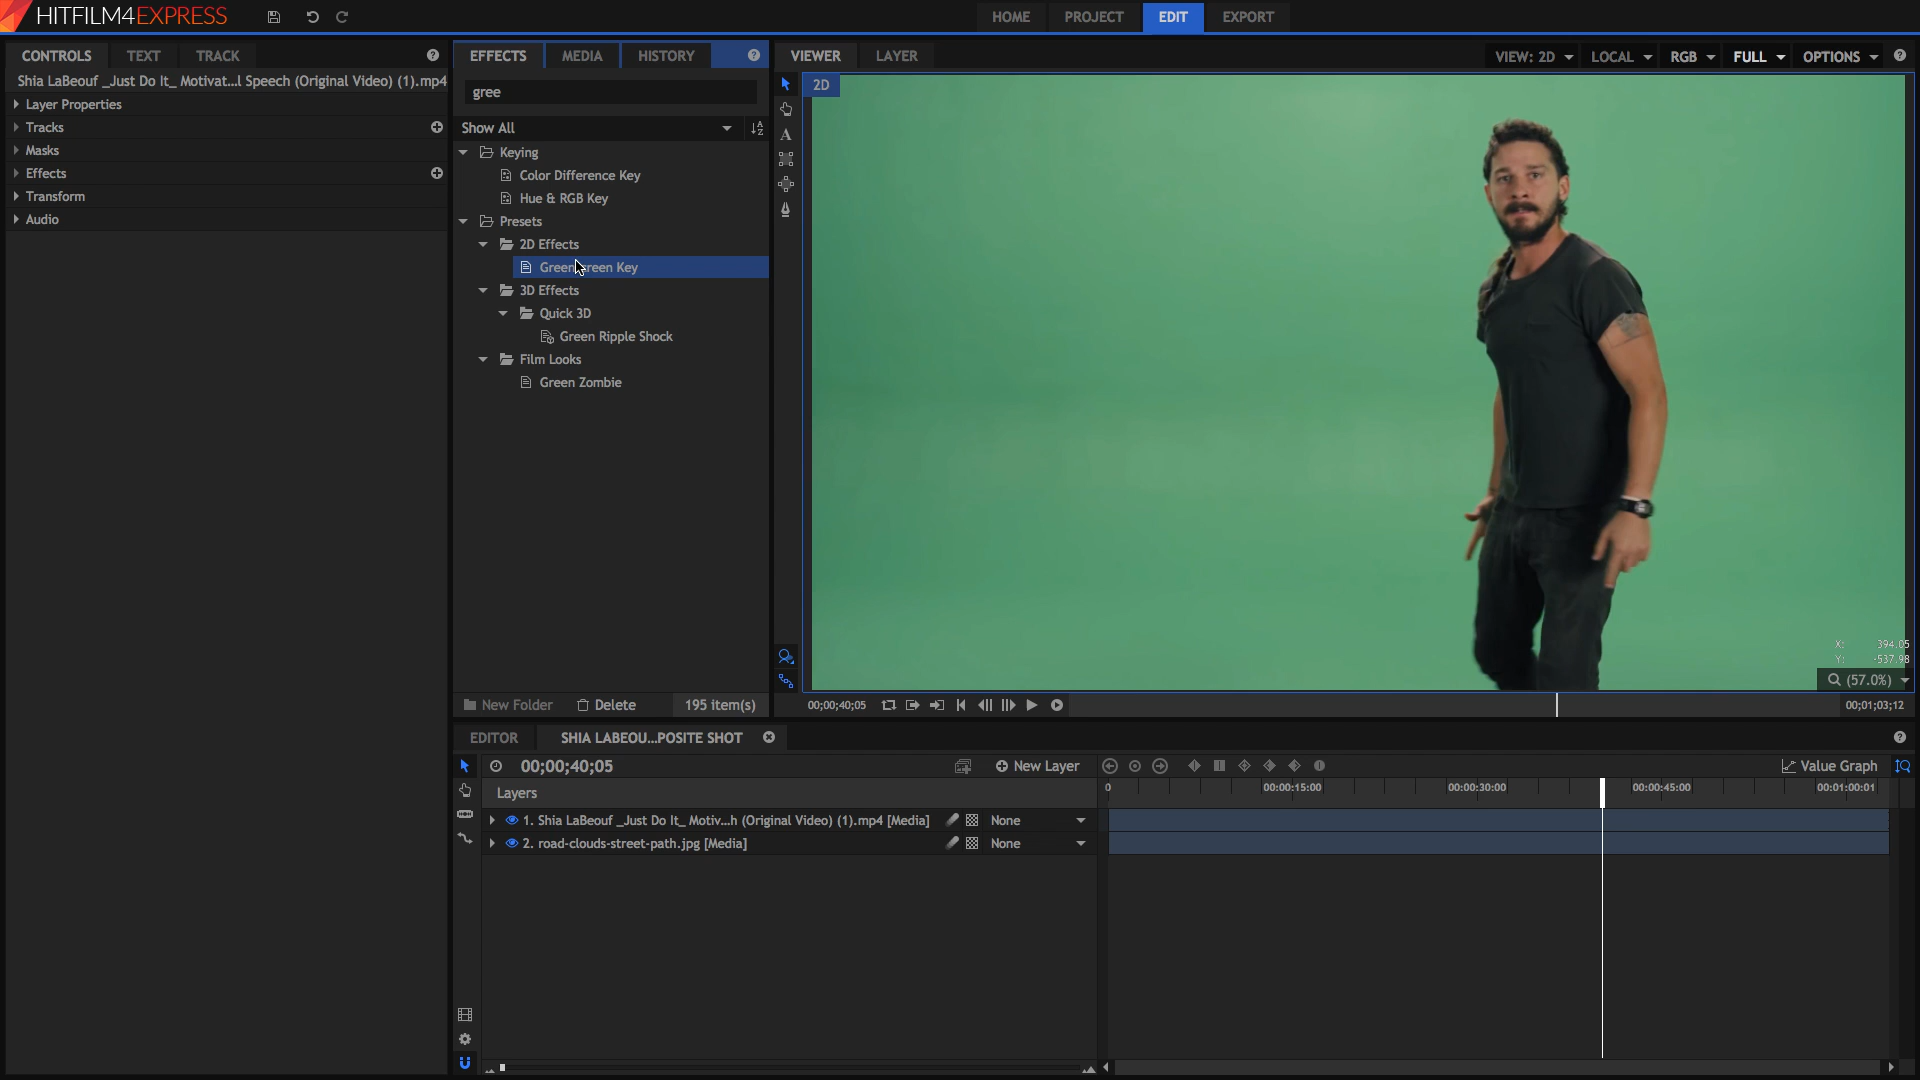 HITFILM4EXPRESS
HOME PROJECT EDIT EXPORT
CONTROLS TEXT TRACK
Shia LaBeouf _Just Do It_ Motivat...l Speech (Original Video) (1).mp4
Layer Properties
Tracks
Masks
Effects
Transform
Audio
EFFECTS MEDIA HISTORY
gree
Show All
Keying
Color Difference Key
Hue & RGB Key
Presets
2D Effects
Key
3D Effects
Quick 3D
Green Ripple Shock
Film Looks
Green Zombie
New Folder Delete 195 item(s)
VIEWER LAYER
VIEW: 2D LOCAL RGB FULL OPTIONS
2D
A
X: 394.05
Y: -537.98
(57.0%)
00;00;40;05 00;01;03;12
EDITOR SHIA LABEOU...POSITE SHOT
00;00;40;05 New Layer Value Graph
Layers 0 00:00:15:00 00:00:30:00 00:00:45:00 00:01:00:01
1. Shia LaBeouf _Just Do It_ Motiv...h (Original Video) (1).mp4 [Media] None
2. road-clouds-street-path.jpg [Media] None